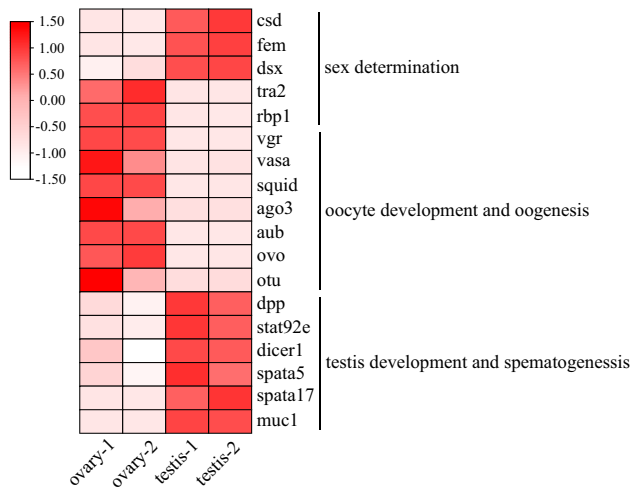 1.50
1.00
0.50
0.00
-0.50
-1.00
-1.50
csd
fem
dsx
tra2
rbp1
vgr
vasa
squid
ago3
aub
ovo
otu
dpp
stat92e
dicer1
spata5
spata17
muc1
sex determination
oocyte development and oogenesis
testis development and spematogenessis
ovary-1
ovary-2
testis-1
testis-2